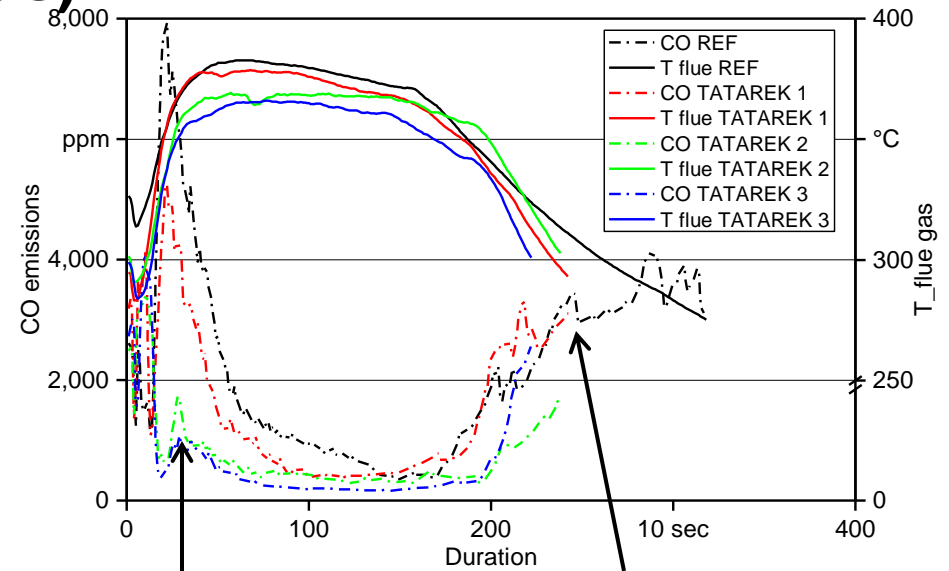 8,000
400
CO REF
T flue REF
CO TATAREK 1
T flue TATAREK 1
CO TATAREK 2
T flue TATAREK 2
CO TATAREK 3
T flue TATAREK 3
ppm
°C
CO emissions
4,000
300
T_flue gas
2,000
250
0
0
0
100
200
10 sec
400
Duration